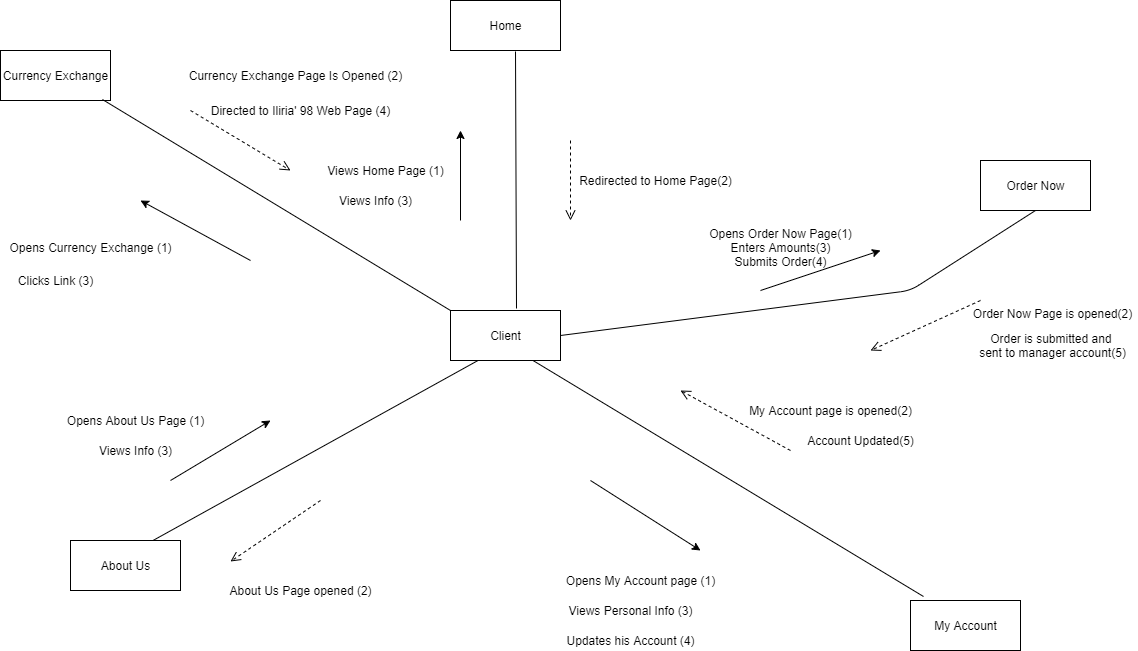 Home
Currency Exchange
Currency Exchange Page Is Opened (2)
Directed to Iliria' 98 Web Page (4)
Views Home Page (1)
Views Info (3)
Redirected to Home Page(2)
Order Now
Opens Order Now Page(1)
Enters Amounts(3)
Submits Order(4)
Opens Currency Exchange (1)
Clicks Link (3)
Client
Order Now Page is opened(2)
Order is submitted and
sent to manager account(5)
My Account page is opened(2)
Account Updated(5)
Opens About Us Page (1)
Views Info (3)
About Us
About Us Page opened (2)
Opens My Account page (1)
Views Personal Info (3)
Updates his Account (4)
My Account